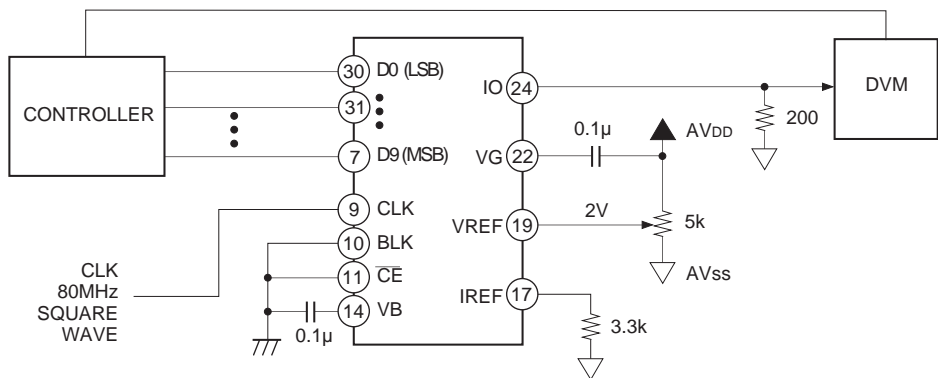 CONTROLLER
30 D0 (LSB)
31
7 D9 (MSB)
9 CLK
10 BLK
11 CE
14 VB
0.1μ
CLK
80MHz
SQUARE
WAVE
IO 24
VG 22
VREF 19
IREF 17
0.1μ
AVDD
2V
5k
AVss
3.3k
200
DVM